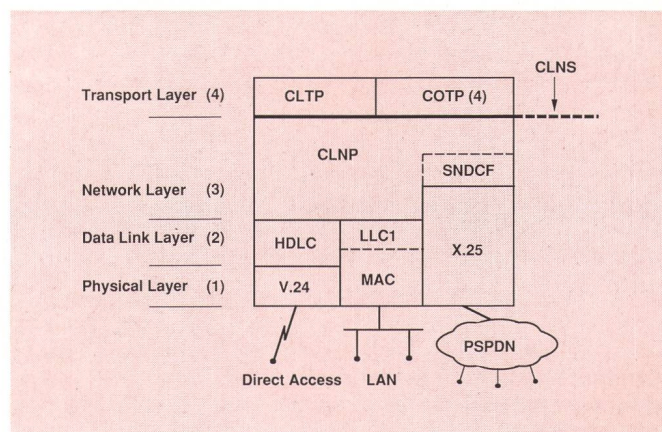 CLNS
Transport Layer (4)
CLTP
COTP (4)
CLNP
SNDCF
Network Layer (3)
Data Link Layer (2)
HDLC
LLC1
X.25
Physical Layer (1)
V.24
MAC
PSPDN
Direct Access
LAN